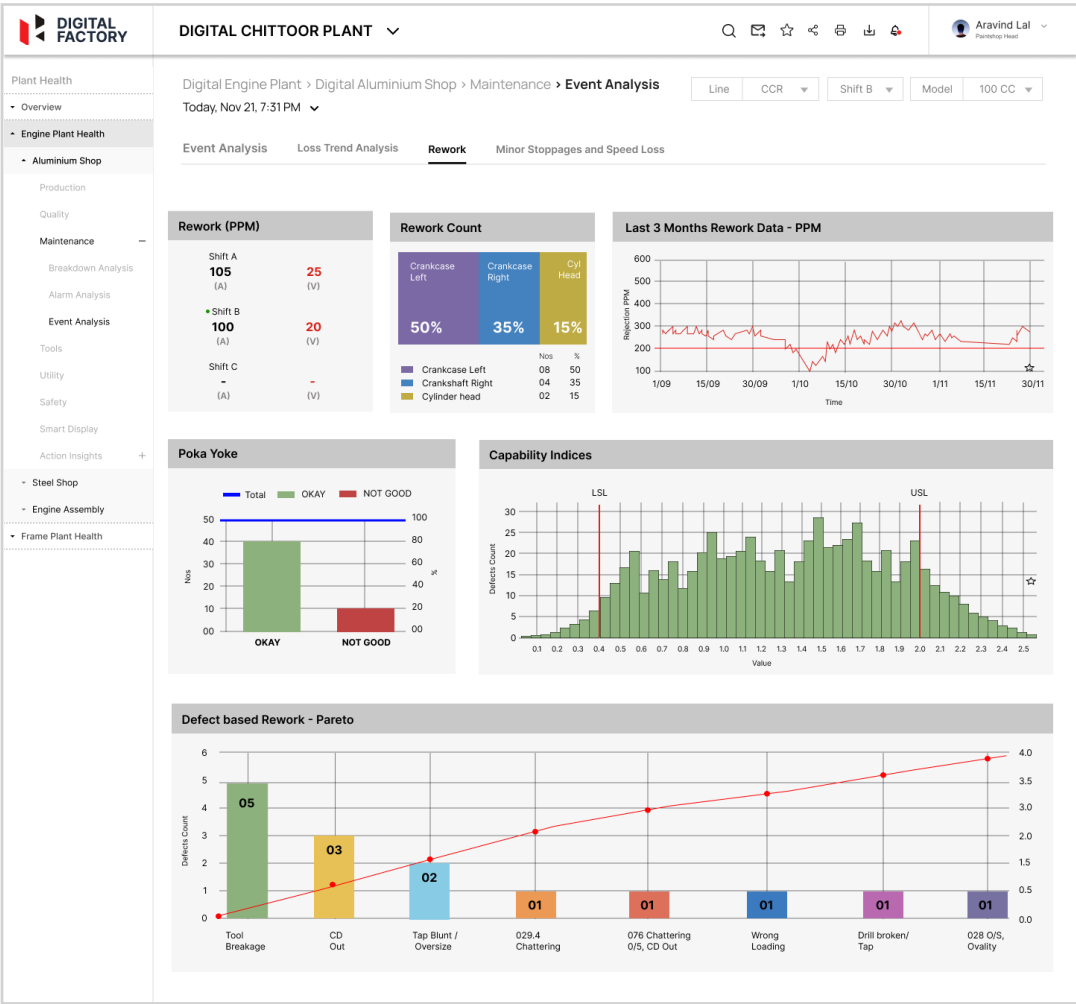 DIGITAL
FACTORY
DIGITAL CHITTOOR PLANT
Aravind Lal
Paintshop Head
Plant Health
Overview
Engine Plant Health
Aluminium Shop
Production
Quality
Maintenance
Breakdown Analysis
Alarm Analysis
Event Analysis
Tools
Utility
Safety
Smart Display
Action Insights
Steel Shop
Engine Assembly
Frame Plant Health
Digital Engine Plant > Digital Aluminium Shop > Maintenance > Event Analysis
Today, Nov 21, 7:31 PM
Line CCR Shift B Model 100 CC
Event Analysis Loss Trend Analysis Rework Minor Stoppages and Speed Loss
Rework (PPM)
Shift A
105 25
(A) (V)
Shift B
100 20
(A) (V)
Shift C
- -
(A) (V)
Rework Count
Crankcase Left
Crankcase Right
Cyl Head
50% 35% 15%
Nos %
Crankcase Left 08 50
Crankshaft Right 04 35
Cylinder head 02 15
Last 3 Months Rework Data - PPM
Rejection PPM
600
500
400
300
200
100
1/09 15/09 30/09 1/10 15/10 30/10 1/11 15/11 30/11
Time
Poka Yoke
Total OKAY NOT GOOD
Nos
50 100
40 80
30 60
20 40
10 20
00 00
%
OKAY NOT GOOD
Capability Indices
LSL USL
Defects Count
30
25
20
15
10
5
0
0.1 0.2 0.3 0.4 0.5 0.6 0.7 0.8 0.9 1.0 1.1 1.2 1.3 1.4 1.5 1.6 1.7 1.8 1.9 2.0 2.1 2.2 2.3 2.4 2.5
Value
Defect based Rework - Pareto
Defects Count
6 4.0
5 3.5
4 3.0
3 2.0
2 1.5
1 0.5
0 0.0
05 03 02 01 01 01 01 01
Tool
Breakage
CD
Out
Tap Blunt /
Oversize
029.4
Chattering
076 Chattering
0/5, CD Out
Wrong
Loading
Drill broken/
Tap
028 O/S,
Ovality